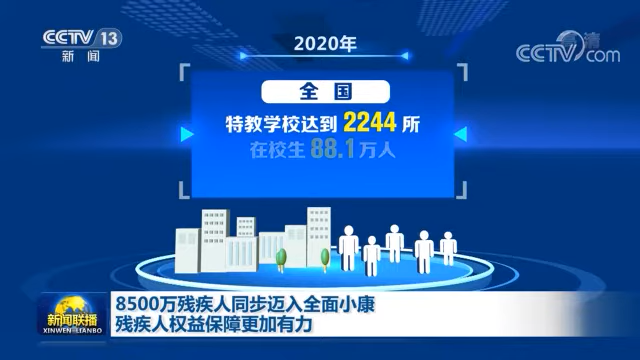 CCTV 13
新闻
2020年
CCTV.com
高清
全国
特教学校达到 2244 所
在校生 88.1 万人
新闻联播
XINWEN-LIANBO
8500万残疾人同步迈入全面小康
残疾人权益保障更加有力